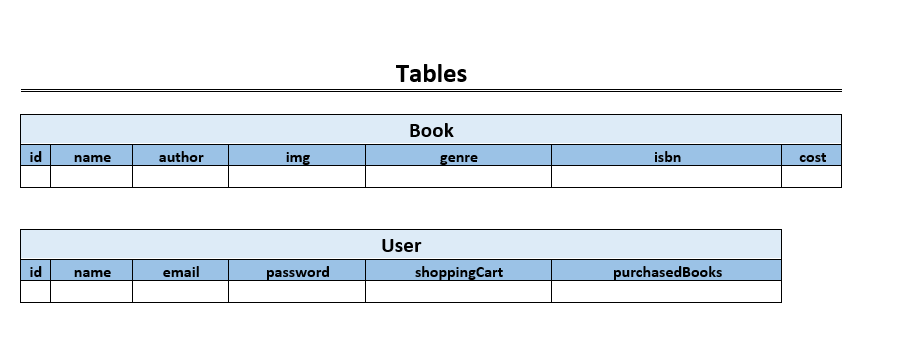 Tables
Book
id name author img genre isbn cost
User
id name email password shoppingCart purchasedBooks